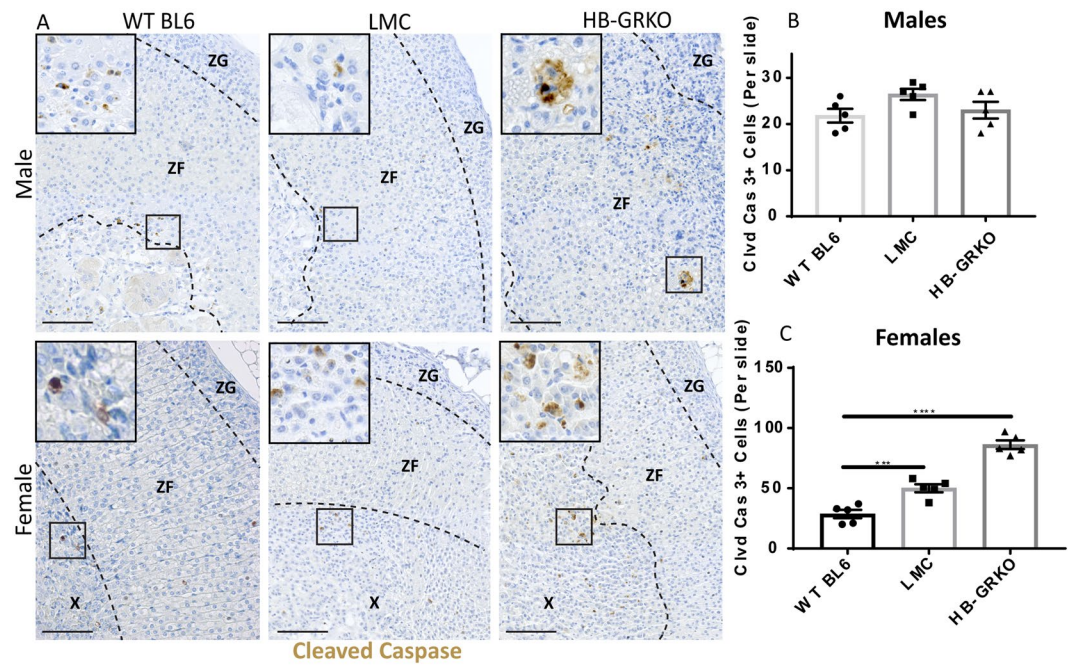 A
WT BL6
LMC
HB-GRKO
Male
ZG
ZF
ZG
ZF
ZG
ZF
Female
ZG
ZF
X
ZG
ZF
X
ZG
ZF
X
Cleaved Caspase
B
Males
Clvd Cas 3+ Cells (Per slide)
30
20
10
0
WT BL6
LMC
HB-GRKO
C
Females
Clvd Cas 3+ Cells (Per slide)
150
100
50
0
****
***
WT BL6
LMC
HB-GRKO